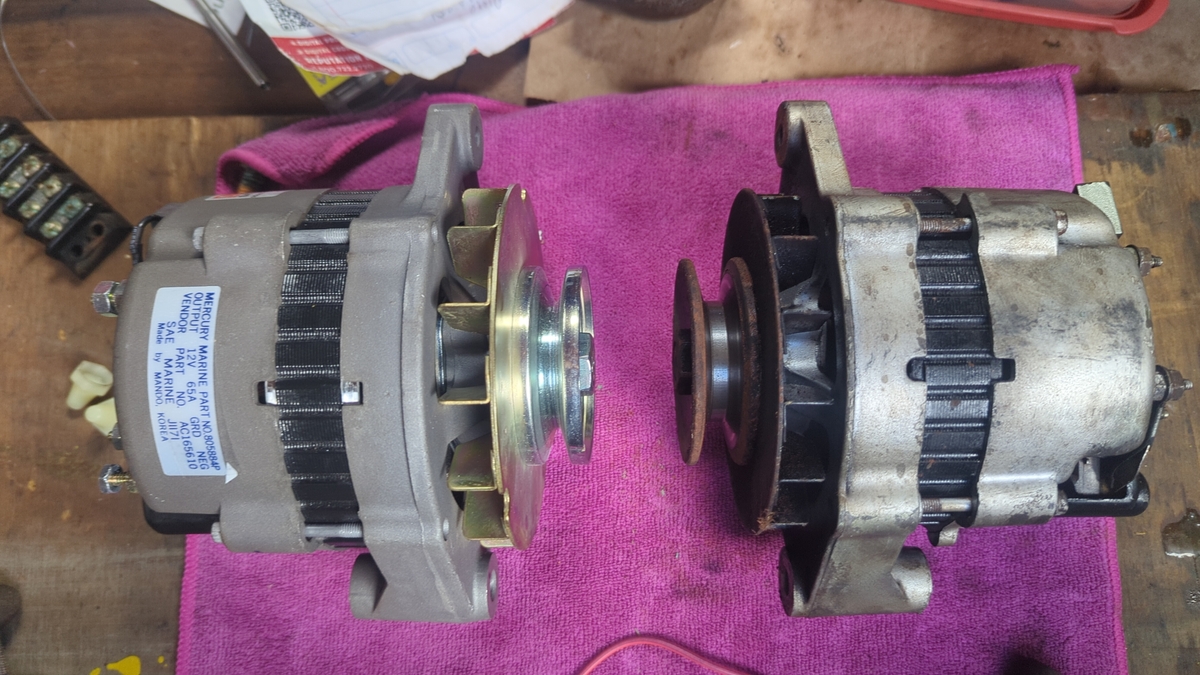 MERCURY MARINE PART NO.805884P
OUTPUT 12V 65A GRD NEG
VENDOR PART NO. AC165610
SAE MARINE J1171
Made by MANDO, KOREA